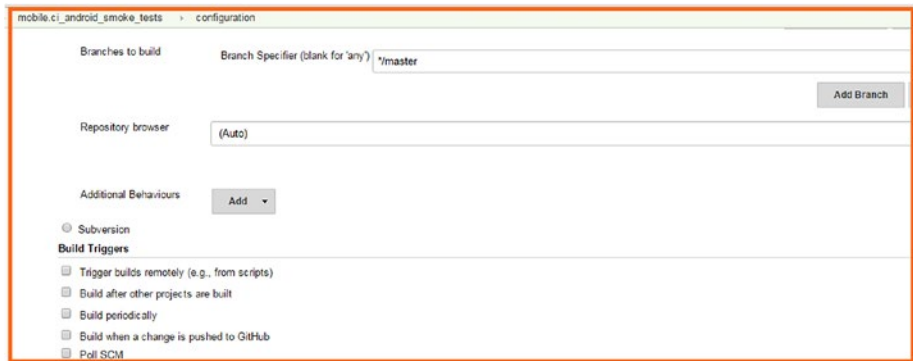 mobile.ci_android_smoke_tests > configuration
Branches to build
Branch Specifier (blank for 'any') */master
Add Branch
Repository browser
(Auto)
Additional Behaviours
Add
Subversion
Build Triggers
Trigger builds remotely (e.g., from scripts)
Build after other projects are built
Build periodically
Build when a change is pushed to GitHub
Poll SCM